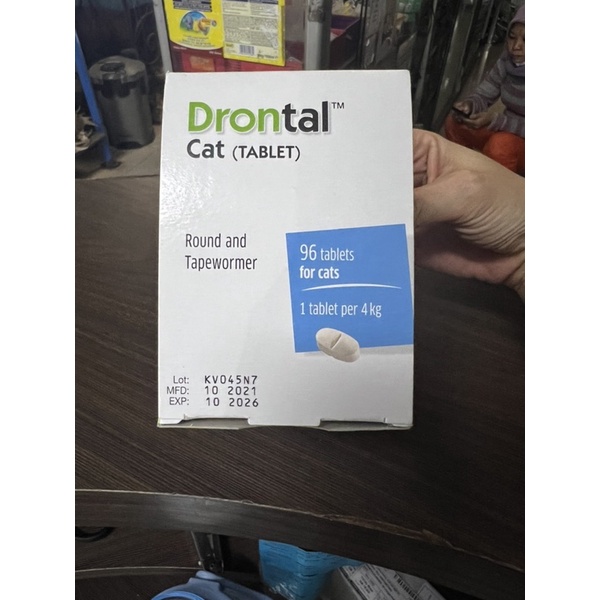 Drontal™
Cat (TABLET)
Round and
Tapewormer
96 tablets
for cats
1 tablet per 4 kg
Lot: KV045N7
MFD: 10 2021
EXP: 10 2026